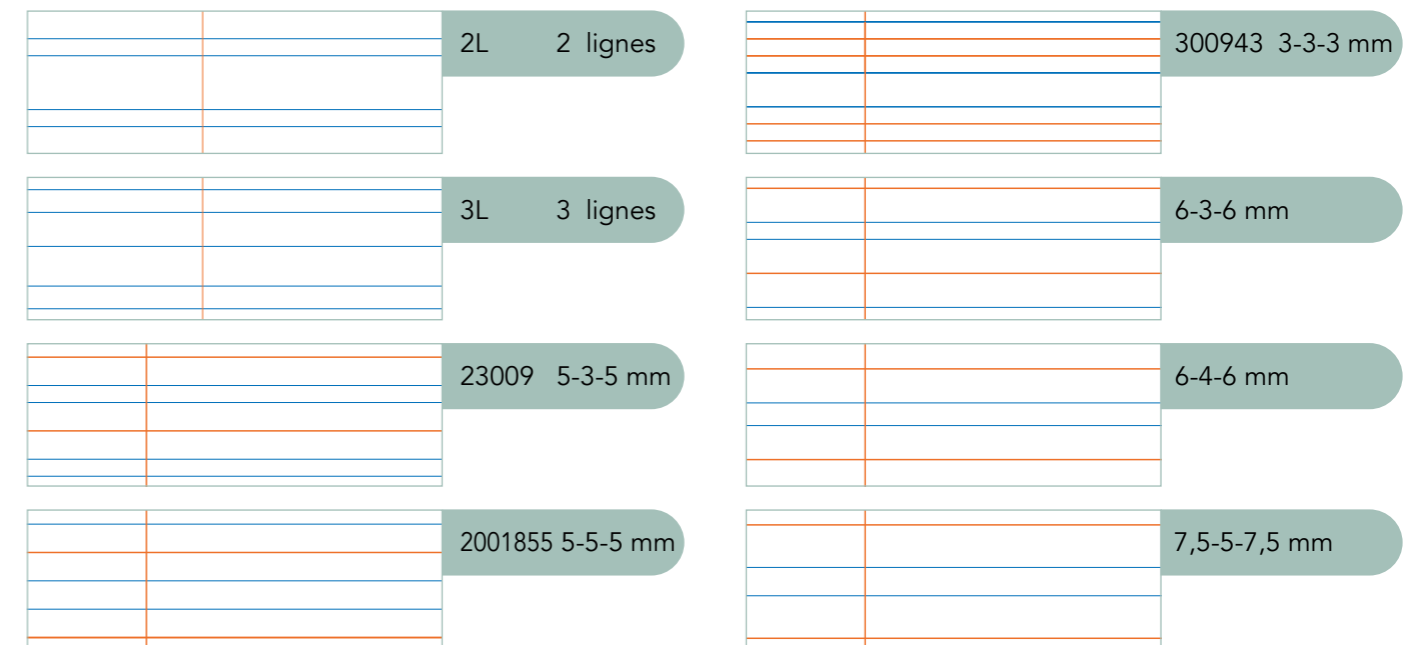 2L 2 lignes
3L 3 lignes
23009 5-3-5 mm
2001855 5-5-5 mm
300943 3-3-3 mm
6-3-6 mm
6-4-6 mm
7,5-5-7,5 mm